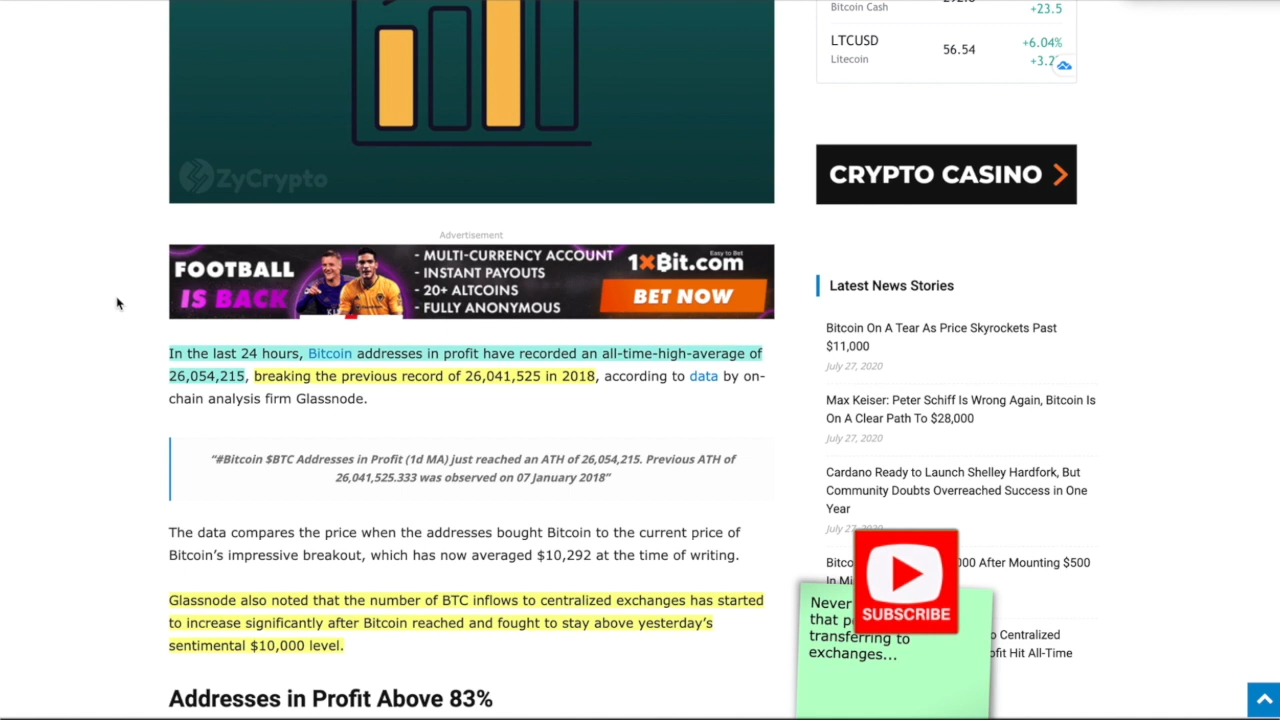 Bitcoin Cash
+23.5
LTCUSD
Litecoin
56.54
+6.04%
ZyCrypto
CRYPTO CASINO
Advertisement
FOOTBALL
IS BACK
- MULTI-CURRENCY ACCOUNT
- INSTANT PAYOUTS
- 20+ ALTCOINS
- FULLY ANONYMOUS
Easy to Bet
1XBit.com
BET NOW
In the last 24 hours, Bitcoin addresses in profit have recorded an all-time-high-average of
26,054,215, breaking the previous record of 26,041,525 in 2018, according to data by on-
chain analysis firm Glassnode.
“#Bitcoin $BTC Addresses in Profit (1d MA) just reached an ATH of 26,054,215. Previous ATH of
26,041,525.333 was observed on 07 January 2018”
The data compares the price when the addresses bought Bitcoin to the current price of
Bitcoin’s impressive breakout, which has now averaged $10,292 at the time of writing.
Glassnode also noted that the number of BTC inflows to centralized exchanges has started
to increase significantly after Bitcoin reached and fought to stay above yesterday’s
sentimental $10,000 level.
Addresses in Profit Above 83%
Latest News Stories
Bitcoin On A Tear As Price Skyrockets Past
$11,000
July 27, 2020
Max Keiser: Peter Schiff Is Wrong Again, Bitcoin Is
On A Clear Path To $28,000
July 27, 2020
Cardano Ready to Launch Shelley Hardfork, But
Community Doubts Overreached Success in One
Year
July 27, 2020
After Mounting $500
In
Centralized
Hit All-Time
SUBSCRIBE
Never
that
transferring to
exchanges...